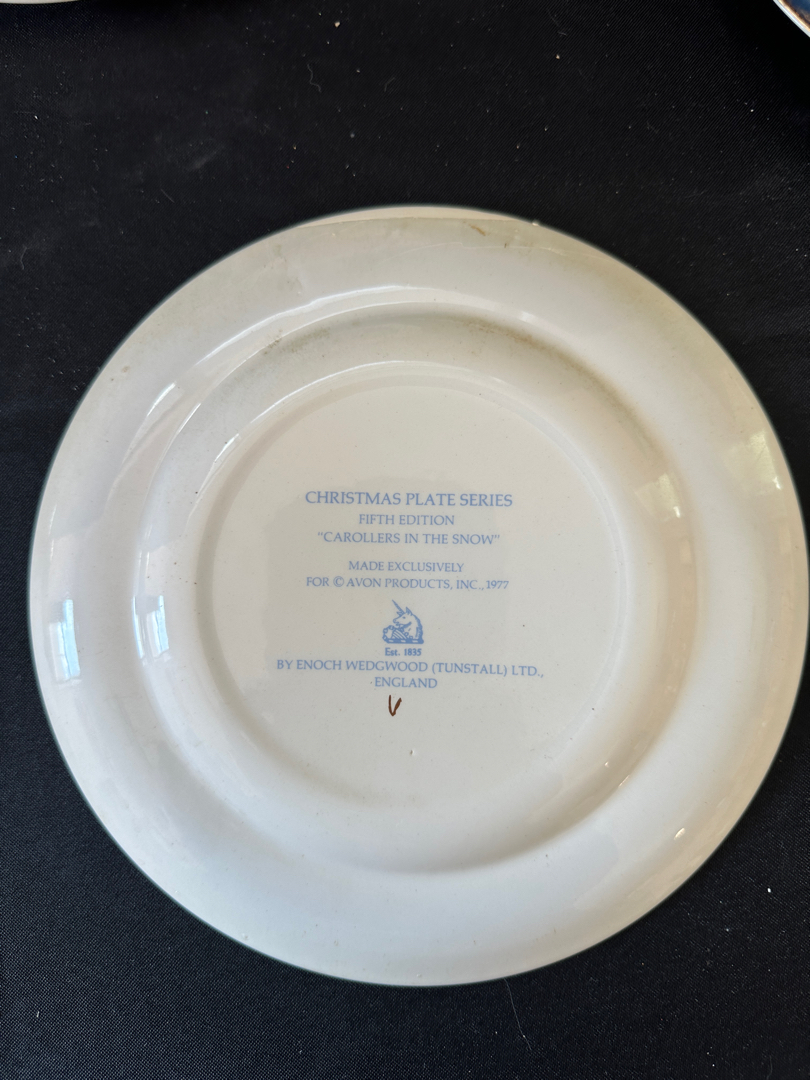 CHRISTMAS PLATE SERIES
FIFTH EDITION
"CAROLLERS IN THE SNOW"
MADE EXCLUSIVELY
FOR © AVON PRODUCTS, INC., 1977
Est. 1835
BY ENOCH WEDGWOOD (TUNSTALL) LTD.,
ENGLAND
V